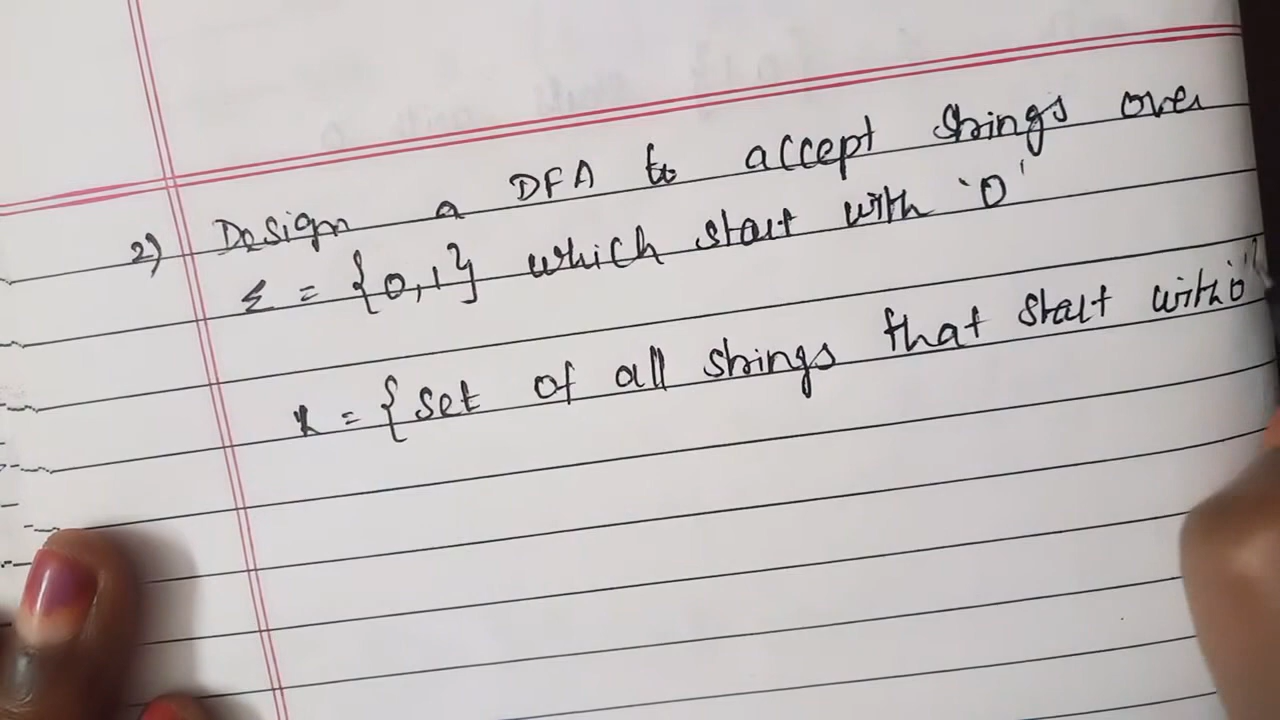 2) Design a DFA to accept strings over
Σ = {0,1} which start with '0'
L = {set of all strings that start with '0'}